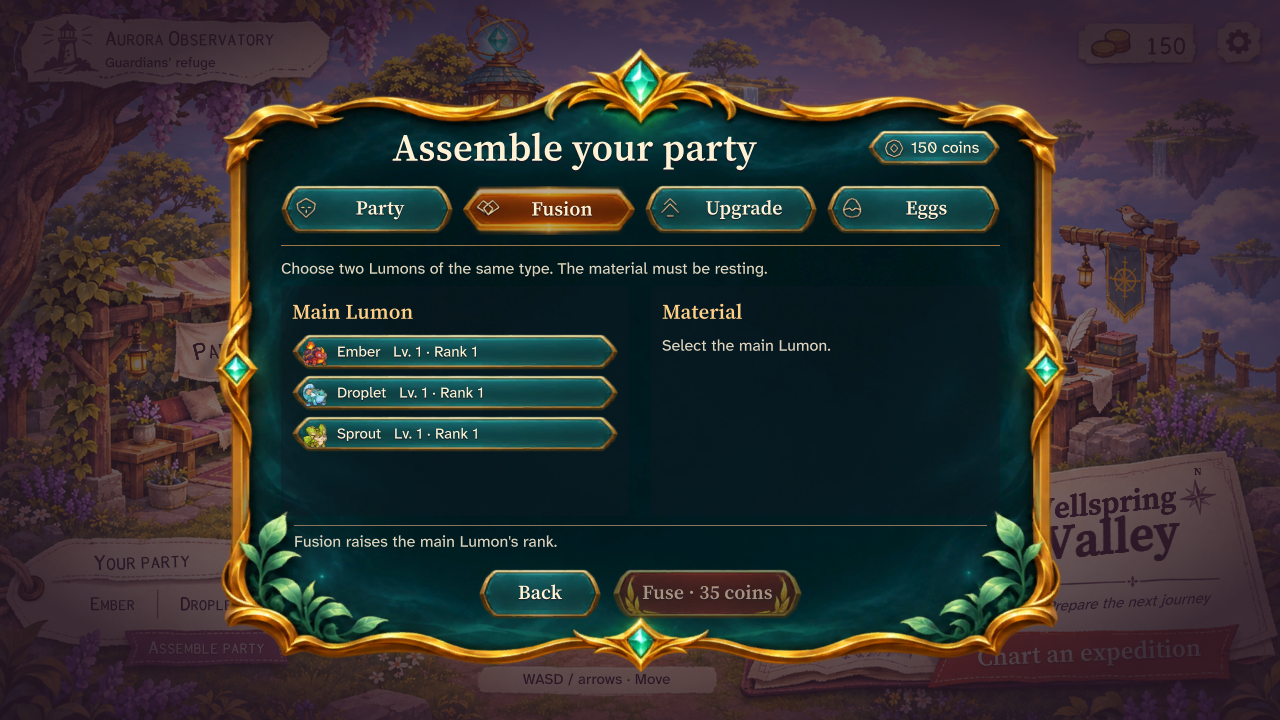 AURORA OBSERVATORY
Guardians' refuge
150
Assemble your party
150 coins
Party
Fusion
Upgrade
Eggs
Choose two Lumons of the same type. The material must be resting.
Main Lumon
Material
Ember Lv. 1 · Rank 1
Select the main Lumon.
Droplet Lv. 1 · Rank 1
Sprout Lv. 1 · Rank 1
Fusion raises the main Lumon's rank.
Back
Fuse · 35 coins
N
Valley
Prepare the next journey
YOUR PARTY
EMBER
ASSEMBLE PARTY
Chart an expedition
WASD / arrows · Move